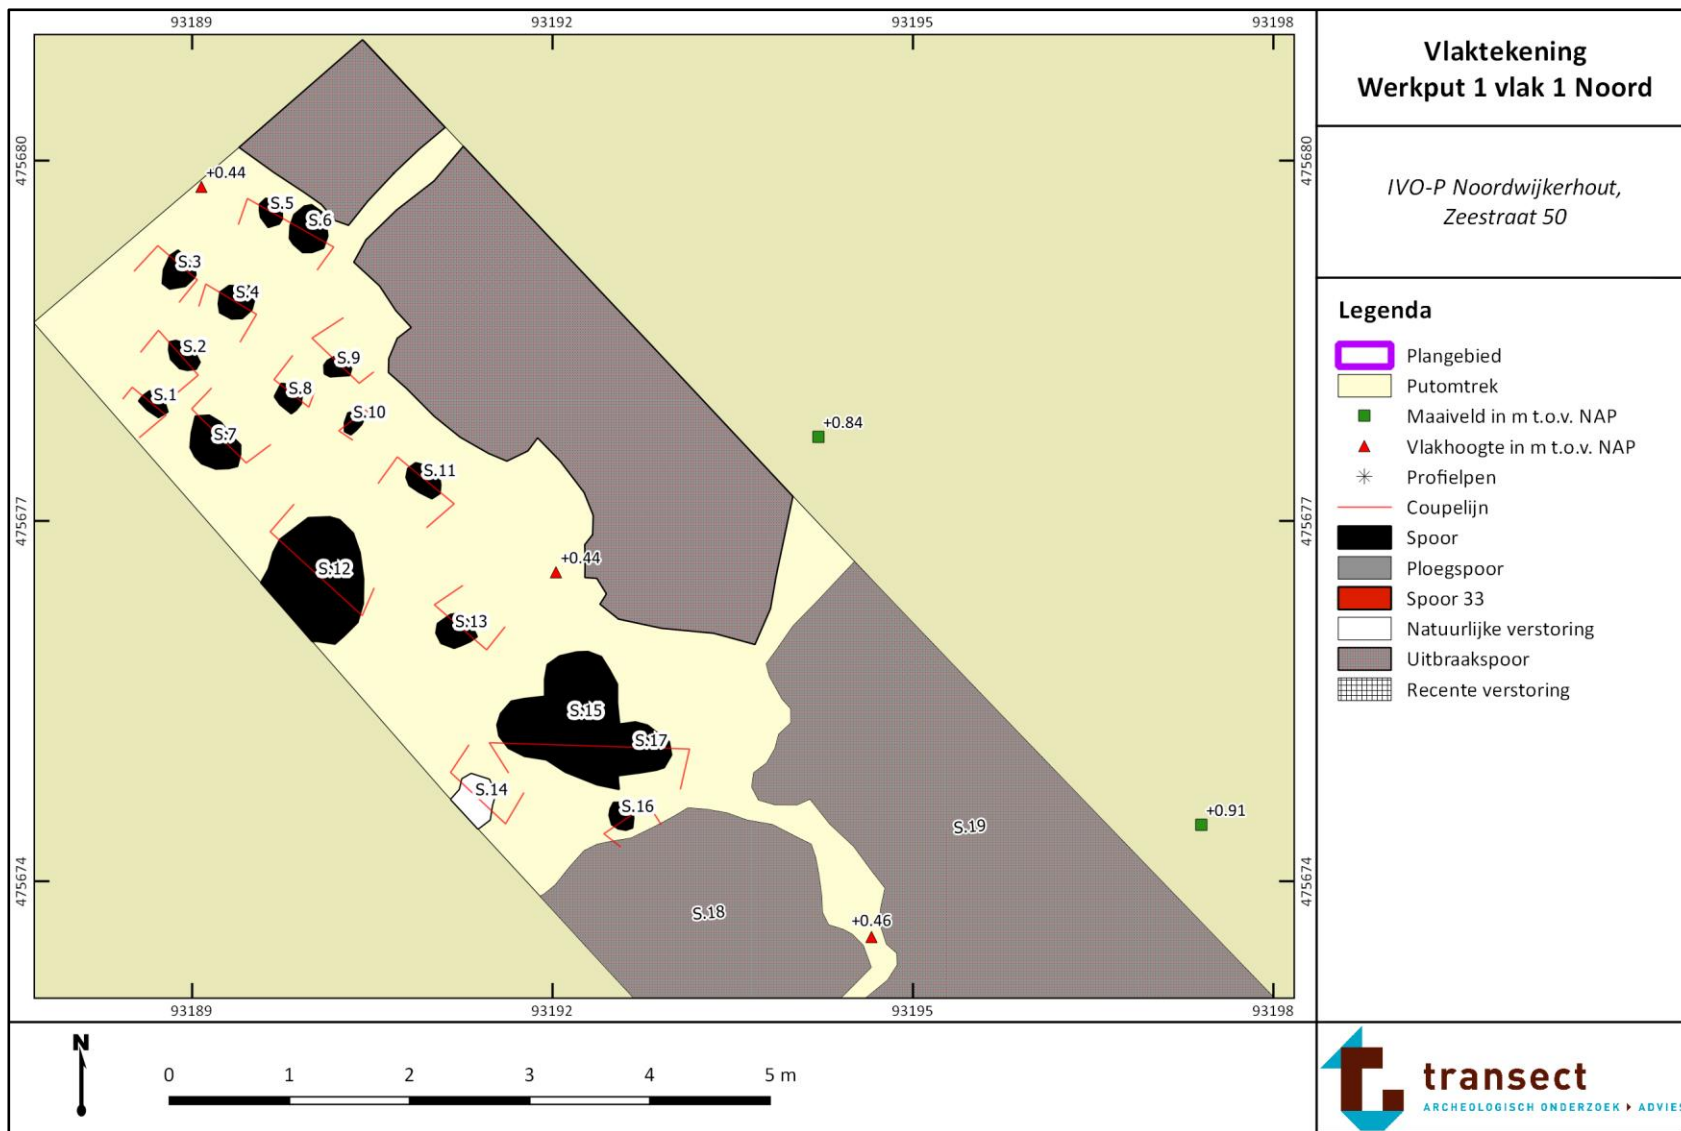 93189 93192 93195 93198
475680
475677
475674
475680
475677
475674
+0.44
S.5
S.6
S.3
S.4
S.2
S.9
S.1
S.8
S.10
S.7
S.11
S.12
+0.44
S.13
S.15
S.17
S.14
S.16
S.18
S.19
+0.46
+0.84
+0.91
93189 93192 93195 93198
N
0 1 2 3 4 5 m
Vlaktekening
Werkput 1 vlak 1 Noord
IVO-P Noordwijkerhout,
Zeestraat 50
Legenda
Plangebied
Putomtrek
Maaiveld in m t.o.v. NAP
Vlakhoogte in m t.o.v. NAP
Profielpen
Coupelijn
Spoor
Ploegspoor
Spoor 33
Natuurlijke verstoring
Uitbraakspoor
Recente verstoring
transect
ARCHEOLOGISCH ONDERZOEK ▸ ADVIES